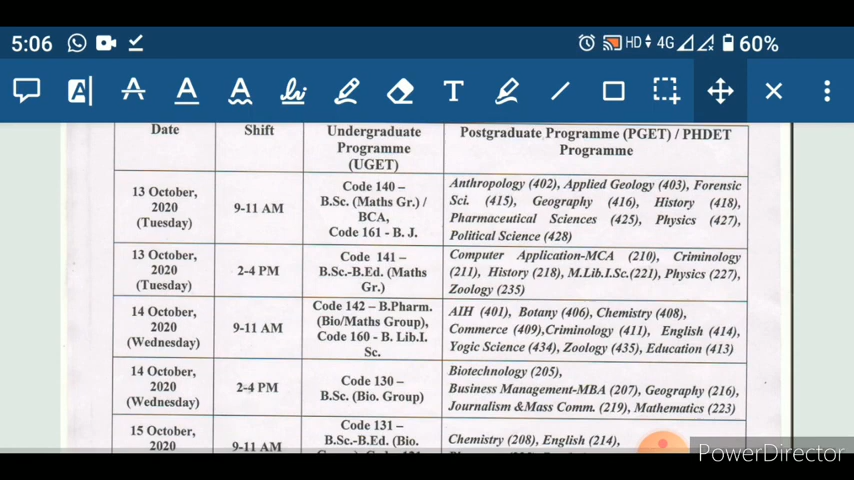 5:06
HD 4G 60%
A A A T
Date Shift Undergraduate Programme (UGET) Postgraduate Programme (PGET) / PHDET Programme
13 October, 2020 (Tuesday) 9-11 AM Code 140 – B.Sc. (Maths Gr.) / BCA, Code 161 - B. J. Anthropology (402), Applied Geology (403), Forensic Sci. (415), Geography (416), History (418), Pharmaceutical Sciences (425), Physics (427), Political Science (428)
13 October, 2020 (Tuesday) 2-4 PM Code 141 – B.Sc.-B.Ed. (Maths Gr.) Computer Application-MCA (210), Criminology (211), History (218), M.Lib.I.Sc.(221), Physics (227), Zoology (235)
14 October, 2020 (Wednesday) 9-11 AM Code 142 – B.Pharm. (Bio/Maths Group), Code 160 - B. Lib.I. Sc. AIH (401), Botany (406), Chemistry (408), Commerce (409),Criminology (411), English (414), Yogic Science (434), Zoology (435), Education (413)
14 October, 2020 (Wednesday) 2-4 PM Code 130 – B.Sc. (Bio. Group) Biotechnology (205), Business Management-MBA (207), Geography (216), Journalism &Mass Comm. (219), Mathematics (223)
15 October, 2020 9-11 AM Code 131 – B.Sc.-B.Ed. (Bio. Chemistry (208), English (214),
PowerDirector